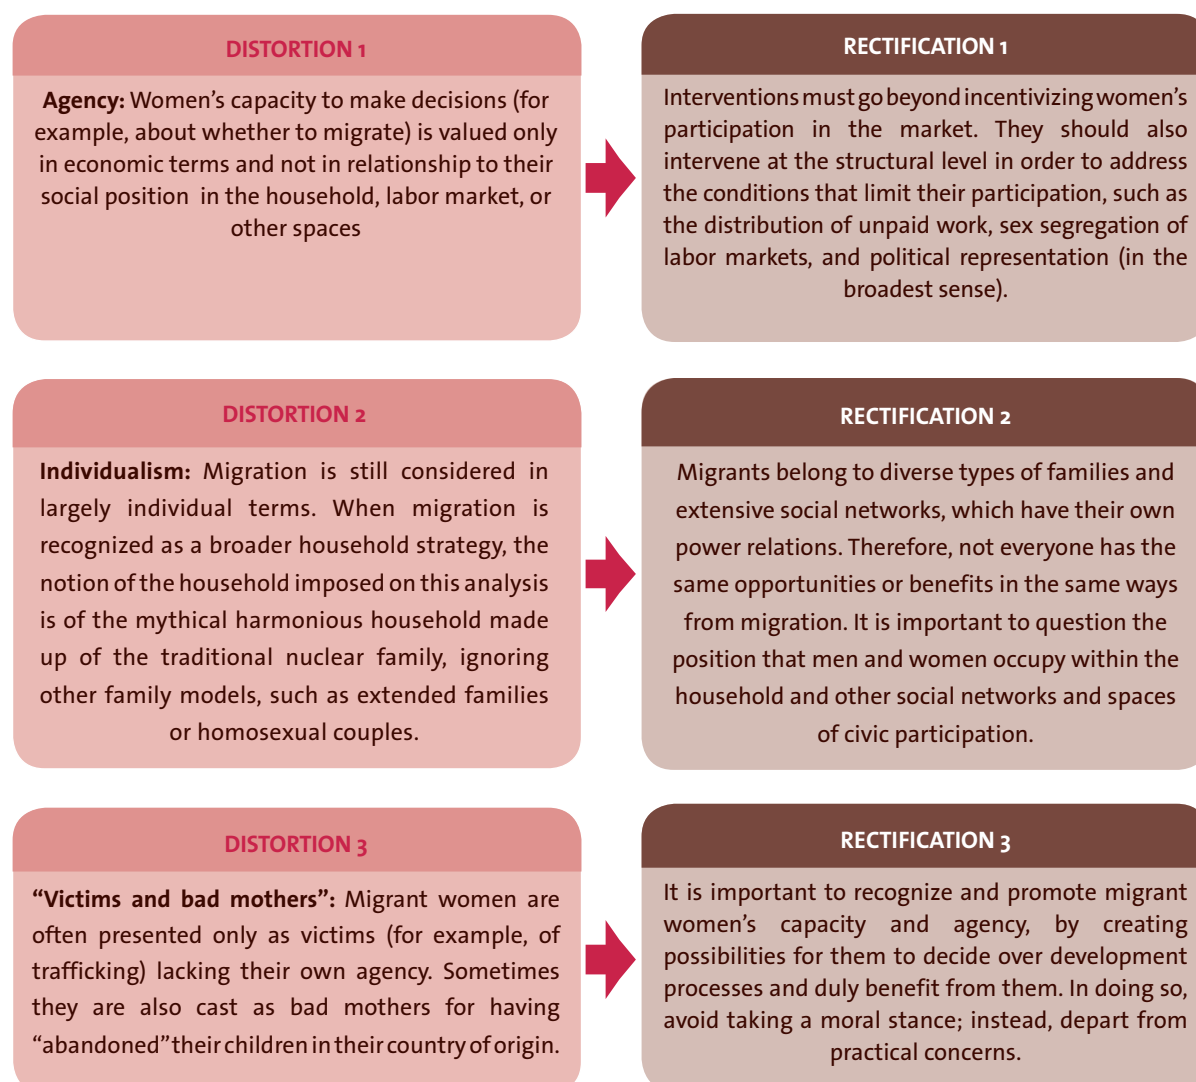 DISTORTION 1
Agency: Women's capacity to make decisions (for
example, about whether to migrate) is valued only
in economic terms and not in relationship to their
social position in the household, labor market, or
other spaces
RECTIFICATION 1
Interventions must go beyond incentivizing women's
participation in the market. They should also
intervene at the structural level in order to address
the conditions that limit their participation, such as
the distribution of unpaid work, sex segregation of
labor markets, and political representation (in the
broadest sense).
DISTORTION 2
Individualism: Migration is still considered in
largely individual terms. When migration is
recognized as a broader household strategy, the
notion of the household imposed on this analysis
is of the mythical harmonious household made
up of the traditional nuclear family, ignoring
other family models, such as extended families
or homosexual couples.
RECTIFICATION 2
Migrants belong to diverse types of families and
extensive social networks, which have their own
power relations. Therefore, not everyone has the
same opportunities or benefits in the same ways
from migration. It is important to question the
position that men and women occupy within the
household and other social networks and spaces
of civic participation.
DISTORTION 3
“Victims and bad mothers”: Migrant women are
often presented only as victims (for example, of
trafficking) lacking their own agency. Sometimes
they are also cast as bad mothers for having
“abandoned” their children in their country of origin.
RECTIFICATION 3
It is important to recognize and promote migrant
women's capacity and agency, by creating
possibilities for them to decide over development
processes and duly benefit from them. In doing so,
avoid taking a moral stance; instead, depart from
practical concerns.